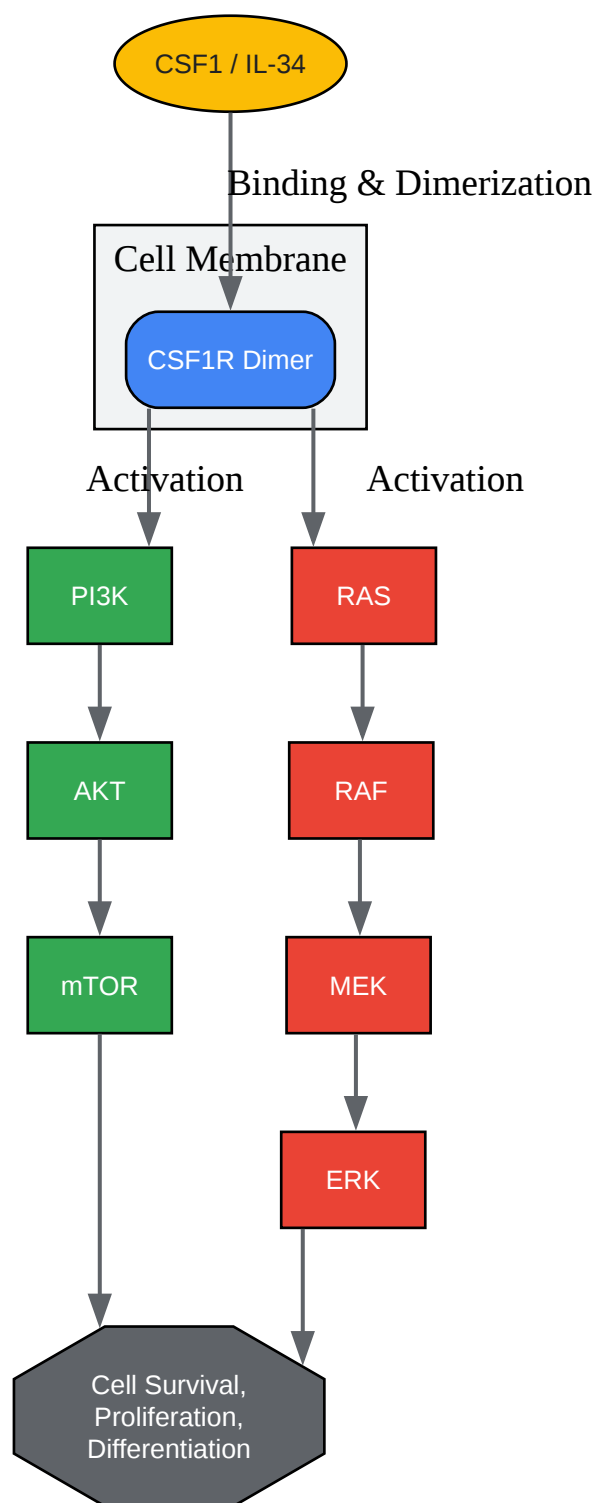 CSF1 / IL-34
Binding & Dimerization
Cell Membrane
CSF1R Dimer
Activation
Activation
PI3K
RAS
AKT
RAF
mTOR
MEK
ERK
Cell Survival,
Proliferation,
Differentiation